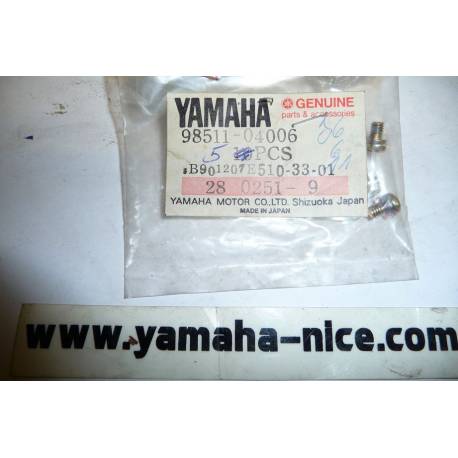 YAMAHA GENUINE
parts & accessories
98511-04006
5 PCS
B901207E510-33-01
28 0251-9
YAMAHA MOTOR CO., LTD. Shizuoka Japan
MADE IN JAPAN
www.yamaha-nice.com